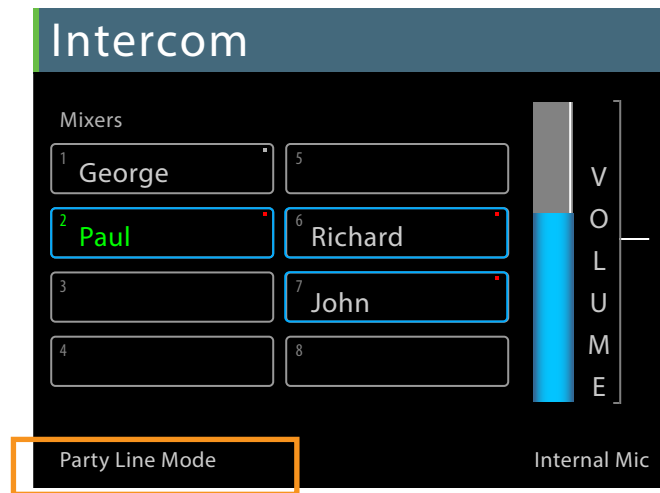 Intercom
Mixers
1 George
5
2 Paul
6 Richard
3
7 John
4
8
VOLUME
Party Line Mode
Internal Mic